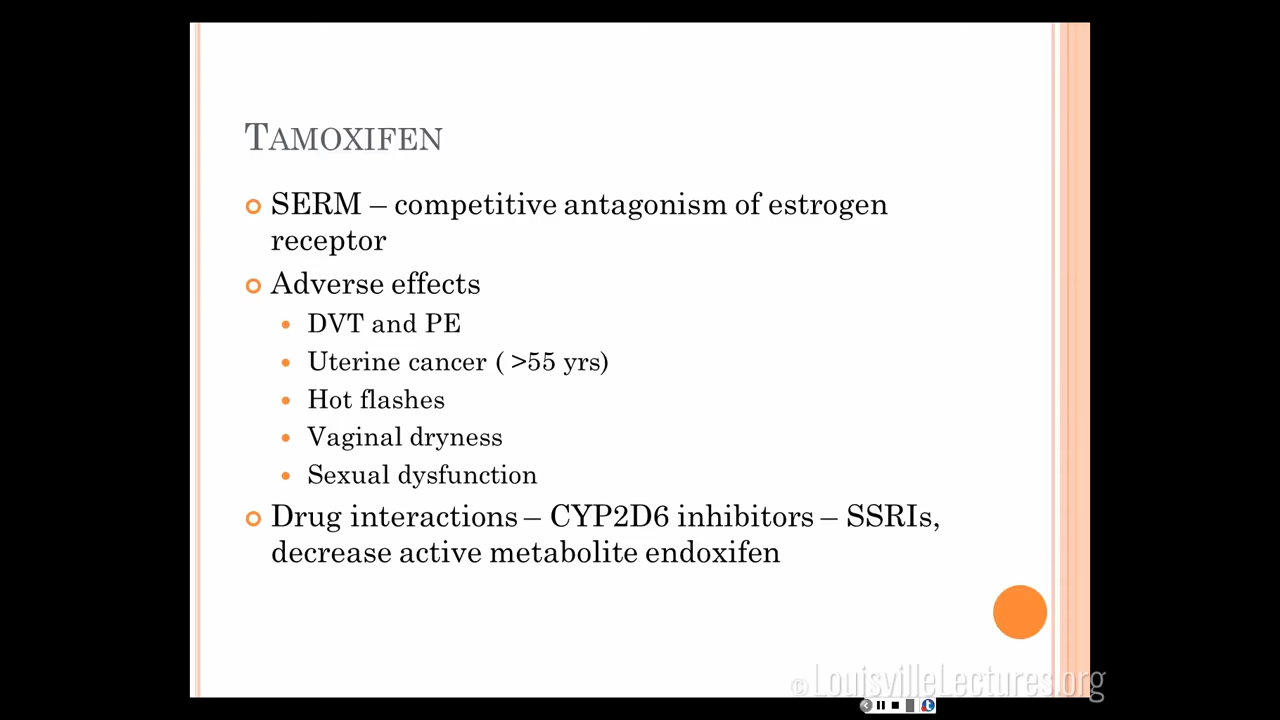 TAMOXIFEN
SERM – competitive antagonism of estrogen
receptor
Adverse effects
DVT and PE
Uterine cancer ( >55 yrs)
Hot flashes
Vaginal dryness
Sexual dysfunction
Drug interactions – CYP2D6 inhibitors – SSRIs,
decrease active metabolite endoxifen
© LouisvilleLectures.org